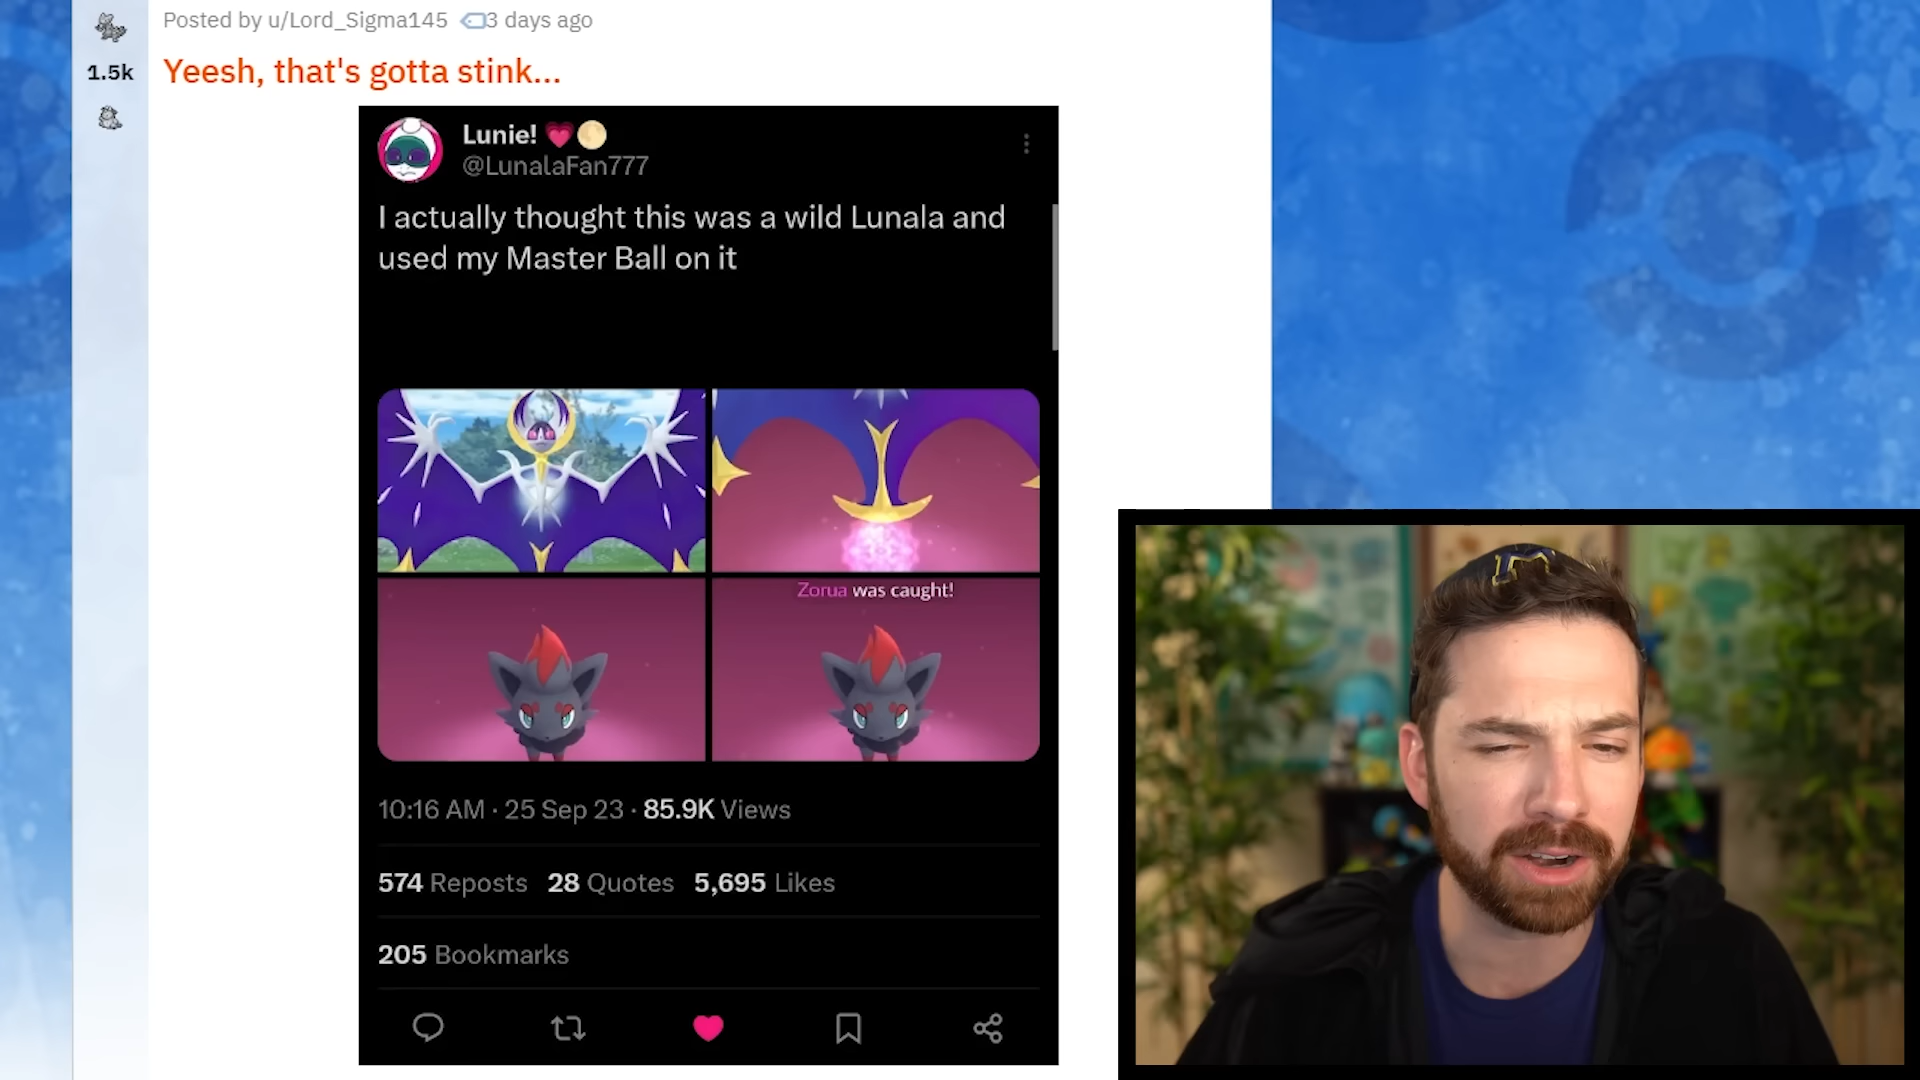 Posted by u/Lord_Sigma145 3 days ago
1.5k
Yeesh, that's gotta stink...
Lunie!
@LunalaFan777
I actually thought this was a wild Lunala and
used my Master Ball on it
Zorua was caught!
10:16 AM · 25 Sep 23 · 85.9K Views
574 Reposts 28 Quotes 5,695 Likes
205 Bookmarks